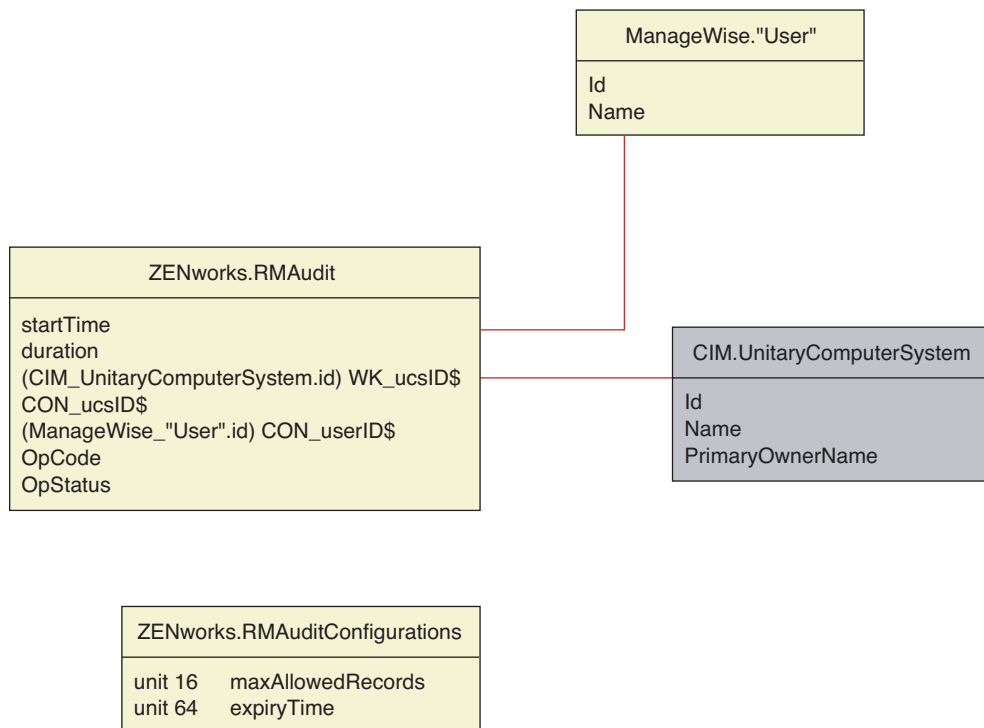 ManageWise."User"
Id
Name
ZENworks.RMAudit
startTime
duration
(CIM_UnitaryComputerSystem.id) WK_ucsID$
CON_ucsID$
(ManageWise_"User".id) CON_userID$
OpCode
OpStatus
CIM.UnitaryComputerSystem
Id
Name
PrimaryOwnerName
ZENworks.RMAuditConfigurations
unit 16 maxAllowedRecords
unit 64 expiryTime